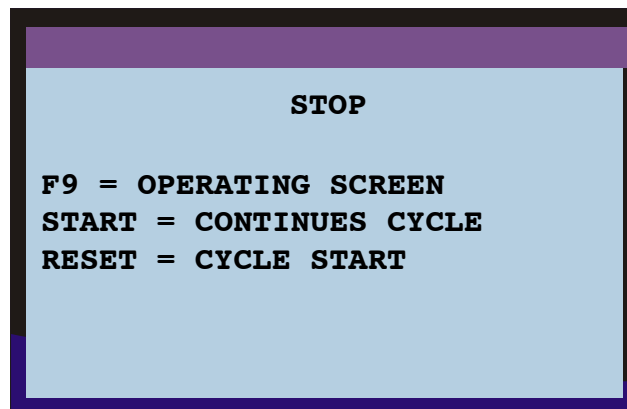 STOP
F9 = OPERATING SCREEN
START = CONTINUES CYCLE
RESET = CYCLE START